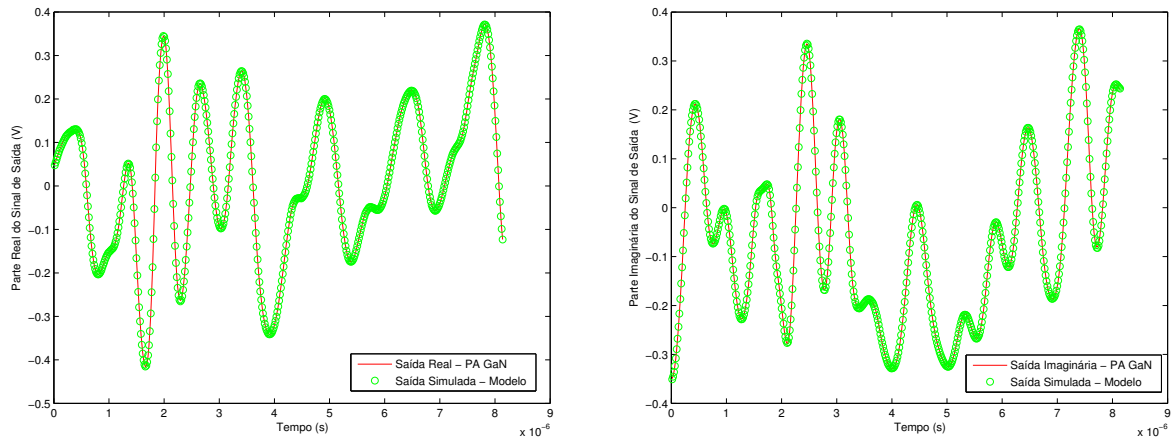 0.4
0.3
0.2
0.1
0
−0.1
−0.2
−0.3
−0.4
−0.5
Parte Real do Sinal de Saída (V)
Saída Real − PA GaN
Saída Simulada − Modelo
0 1 2 3 4 5 6 7 8 9
Tempo (s)
x 10⁻⁶
0.4
0.3
0.2
0.1
0
−0.1
−0.2
−0.3
−0.4
Parte Imaginária do Sinal de Saída (V)
Saída Imaginária − PA GaN
Saída Simulada − Modelo
0 1 2 3 4 5 6 7 8 9
Tempo (s)
x 10⁻⁶